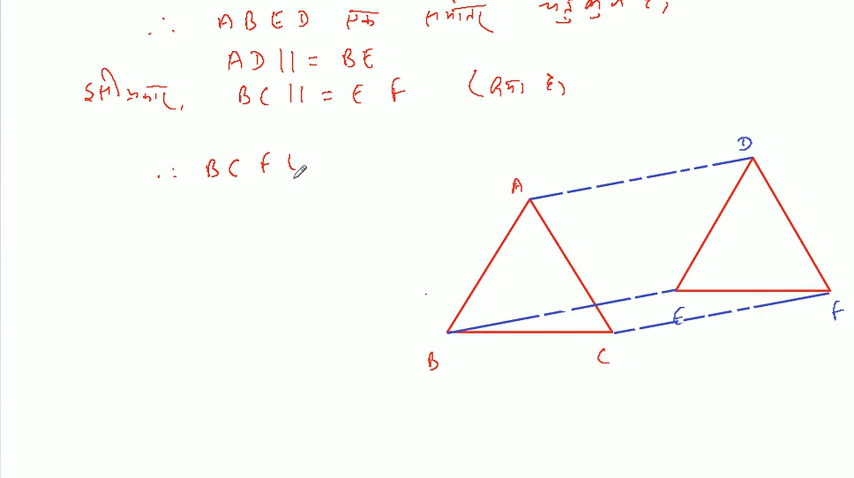 ∴ ABED एक समांतर चतुर्भुज है,
AD || = BE
इसी प्रकार, BC || = EF (दिया है)
∴ BCF
D
A
E
F
B
C